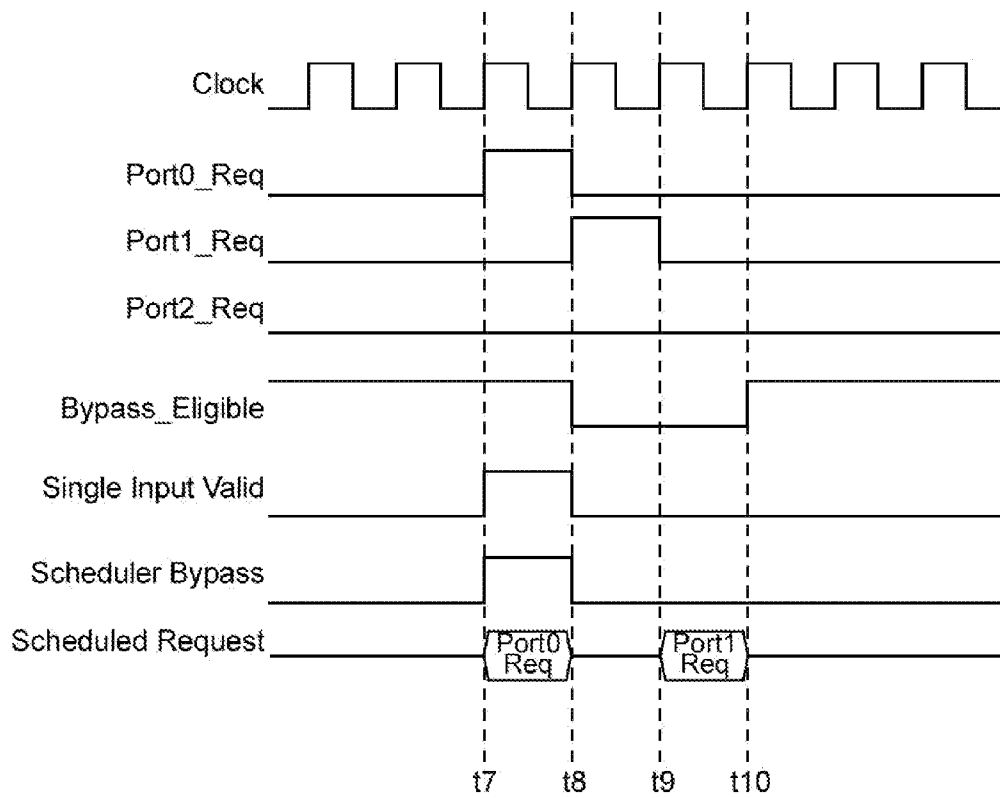 Clock
Port0_Req
Port1_Req
Port2_Req
Bypass_Eligible
Single Input Valid
Scheduler Bypass
Scheduled Request
Port0
Req
Port1
Req
t7 t8 t9 t10